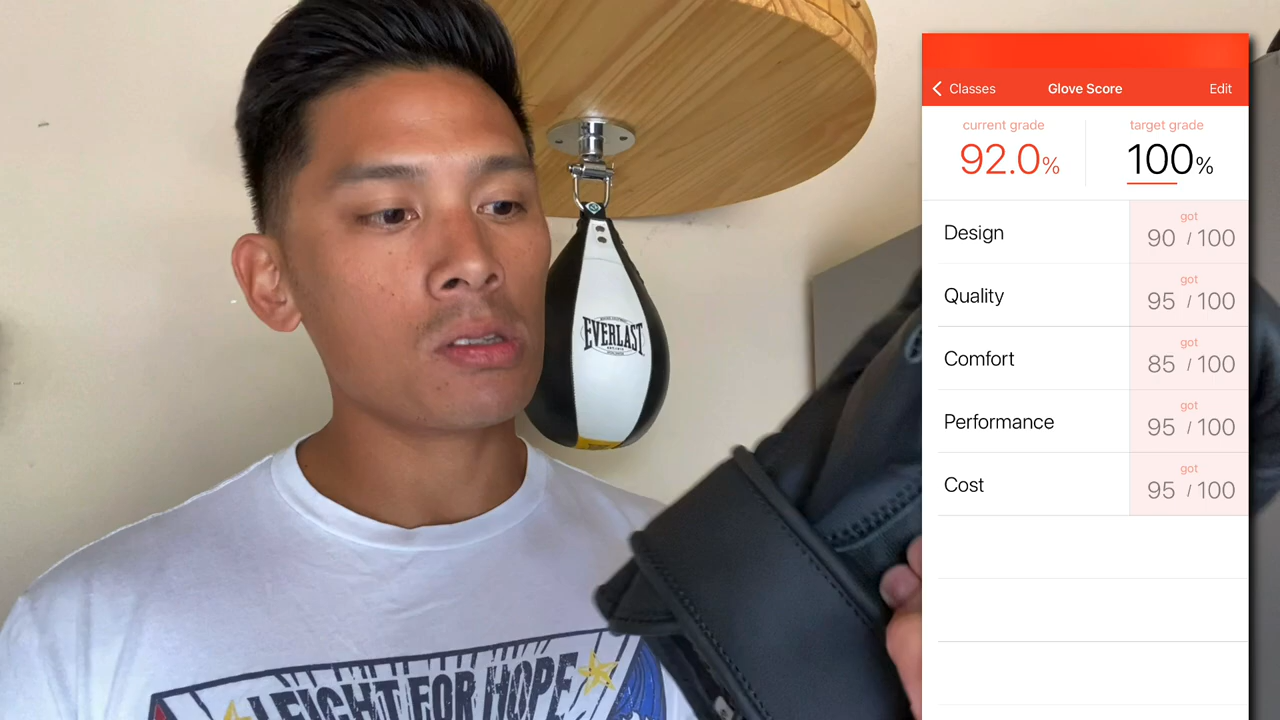 Classes
Glove Score
Edit
current grade
target grade
92.0%
100%
got
Design
90 / 100
got
Quality
95 / 100
got
Comfort
85 / 100
got
Performance
95 / 100
got
Cost
95 / 100
EVERLAST
FIGHT FOR HOPE